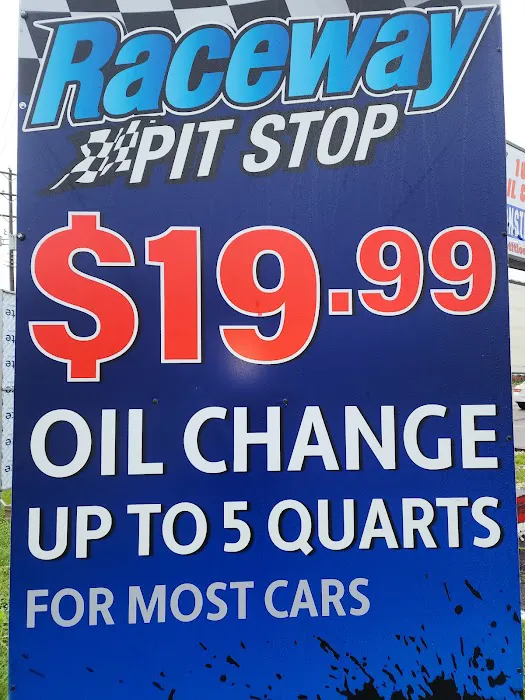 Raceway
PIT STOP
$19.99
OIL CHANGE
UP TO 5 QUARTS
FOR MOST CARS